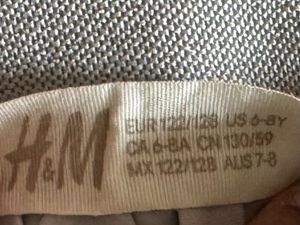 H&M
EUR 122/128 US 6-8Y
CA 6-8A CN 130/59
MX 122/128 AUS 7-8